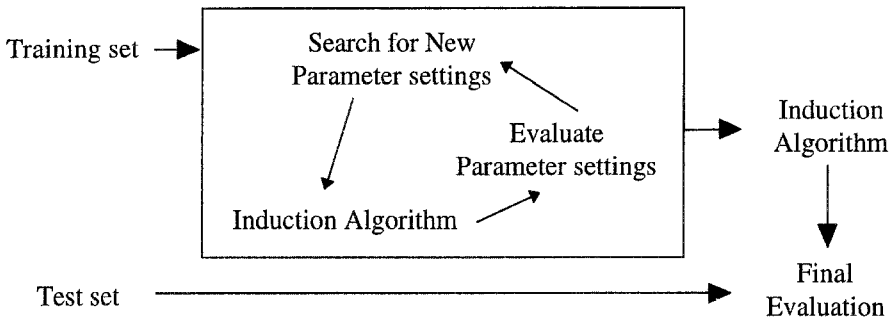 Training set
Search for New
Parameter settings
Evaluate
Parameter settings
Induction Algorithm
Induction
Algorithm
Test set
Final
Evaluation